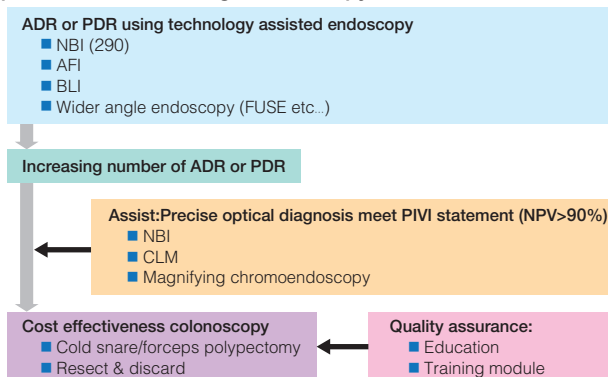 ADR or PDR using technology assisted endoscopy
■ NBI (290)
■ AFI
■ BLI
■ Wider angle endoscopy (FUSE etc...)
Increasing number of ADR or PDR
Assist:Precise optical diagnosis meet PIVI statement (NPV>90%)
■ NBI
■ CLM
■ Magnifying chromoendoscopy
Cost effectiveness colonoscopy
■ Cold snare/forceps polypectomy
■ Resect & discard
Quality assurance:
■ Education
■ Training module